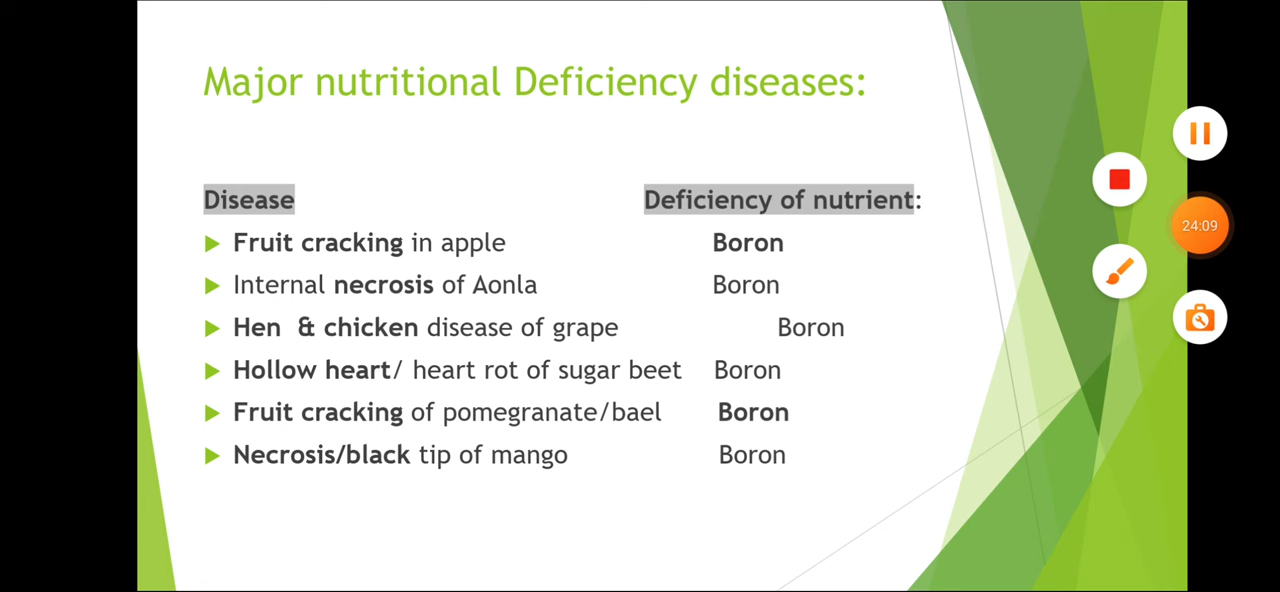 Major nutritional Deficiency diseases:
Disease Deficiency of nutrient:
Fruit cracking in apple Boron
Internal necrosis of Aonla Boron
Hen & chicken disease of grape Boron
Hollow heart/ heart rot of sugar beet Boron
Fruit cracking of pomegranate/bael Boron
Necrosis/black tip of mango Boron
24:09